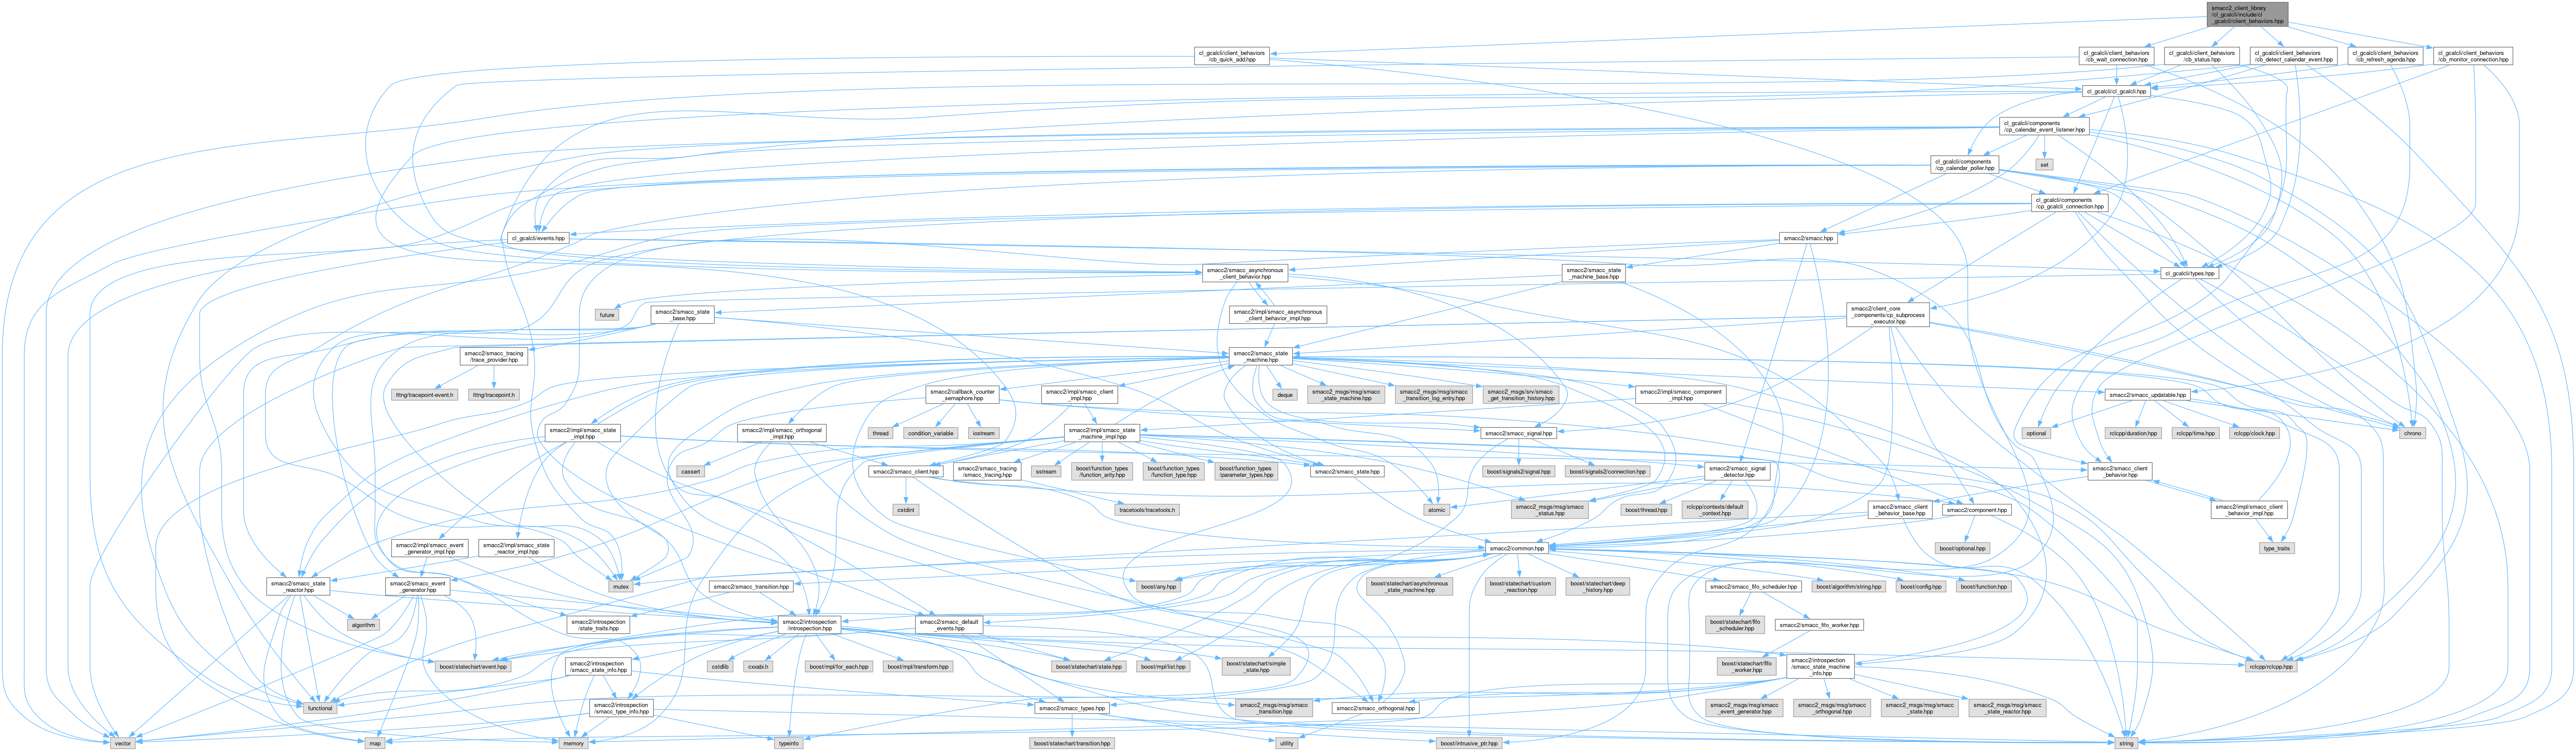 smacc2_client_library
/cl_gcalcli/include/cl
_gcalcli/client_behaviors.hpp
cl_gcalcli/client_behaviors
/cb_quick_add.hpp
cl_gcalcli/client_behaviors
/cb_wait_connection.hpp
cl_gcalcli/client_behaviors
/cb_status.hpp
cl_gcalcli/client_behaviors
/cb_detect_calendar_event.hpp
cl_gcalcli/client_behaviors
/cb_refresh_agenda.hpp
cl_gcalcli/client_behaviors
/cb_monitor_connection.hpp
cl_gcalcli/cl_gcalcli.hpp
cl_gcalcli/components
/cp_calendar_event_listener.hpp
cl_gcalcli/components
/cp_calendar_poller.hpp
set
cl_gcalcli/components
/cp_gcalcli_connection.hpp
cl_gcalcli/events.hpp
smacc2/smacc.hpp
smacc2/smacc_asynchronous
_client_behavior.hpp
smacc2/smacc_state
_machine_base.hpp
cl_gcalcli/types.hpp
future
smacc2/smacc_state
_base.hpp
smacc2/impl/smacc_asynchronous
_client_behavior_impl.hpp
smacc2/client_core
_components/cp_subprocess
_executor.hpp
smacc2/smacc_tracing
/trace_provider.hpp
smacc2/smacc_state
_machine.hpp
lttng/tracepoint-event.h
lttng/tracepoint.h
smacc2/callback_counter
_semaphore.hpp
smacc2/impl/smacc_client
_impl.hpp
deque
smacc2_msgs/msg/smacc
_state_machine.hpp
smacc2_msgs/msg/smacc
_transition_log_entry.hpp
smacc2_msgs/srv/smacc
_get_transition_history.hpp
smacc2/impl/smacc_component
_impl.hpp
smacc2/smacc_updatable.hpp
smacc2/impl/smacc_state
_impl.hpp
smacc2/impl/smacc_orthogonal
_impl.hpp
thread
condition_variable
iostream
smacc2/impl/smacc_state
_machine_impl.hpp
smacc2/smacc_signal.hpp
optional
rclcpp/duration.hpp
rclcpp/time.hpp
rclcpp/clock.hpp
chrono
cassert
smacc2/smacc_client.hpp
smacc2/smacc_tracing
/smacc_tracing.hpp
sstream
boost/function_types
/function_arity.hpp
boost/function_types
/function_type.hpp
boost/function_types
/parameter_types.hpp
smacc2/smacc_state.hpp
boost/signals2/signal.hpp
boost/signals2/connection.hpp
smacc2/smacc_signal
_detector.hpp
smacc2/smacc_client
_behavior.hpp
cstdint
tracetools/tracetools.h
smacc2_msgs/msg/smacc
_status.hpp
atomic
boost/thread.hpp
rclcpp/contexts/default
_context.hpp
smacc2/smacc_client
_behavior_base.hpp
smacc2/component.hpp
smacc2/impl/smacc_client
_behavior_impl.hpp
smacc2/impl/smacc_event
_generator_impl.hpp
smacc2/impl/smacc_state
_reactor_impl.hpp
smacc2/common.hpp
boost/optional.hpp
type_traits
smacc2/smacc_state
_reactor.hpp
smacc2/smacc_event
_generator.hpp
mutex
smacc2/smacc_transition.hpp
boost/any.hpp
boost/statechart/asynchronous
_state_machine.hpp
boost/statechart/custom
_reaction.hpp
boost/statechart/deep
_history.hpp
smacc2/smacc_fifo_scheduler.hpp
boost/algorithm/string.hpp
boost/config.hpp
boost/function.hpp
algorithm
smacc2/introspection
/state_traits.hpp
smacc2/introspection
/introspection.hpp
smacc2/smacc_default
_events.hpp
boost/statechart/fifo
_scheduler.hpp
smacc2/smacc_fifo_worker.hpp
boost/statechart/event.hpp
smacc2/introspection
/smacc_state_info.hpp
cstdlib
cxxabi.h
boost/mpl/for_each.hpp
boost/mpl/transform.hpp
boost/statechart/state.hpp
boost/mpl/list.hpp
boost/statechart/simple
_state.hpp
boost/statechart/fifo
_worker.hpp
smacc2/introspection
/smacc_state_machine
_info.hpp
rclcpp/rclcpp.hpp
functional
smacc2/introspection
/smacc_type_info.hpp
smacc2/smacc_types.hpp
smacc2_msgs/msg/smacc
_transition.hpp
smacc2/smacc_orthogonal.hpp
smacc2_msgs/msg/smacc
_event_generator.hpp
smacc2_msgs/msg/smacc
_orthogonal.hpp
smacc2_msgs/msg/smacc
_state.hpp
smacc2_msgs/msg/smacc
_state_reactor.hpp
vector
map
memory
typeinfo
boost/statechart/transition.hpp
utility
boost/intrusive_ptr.hpp
string